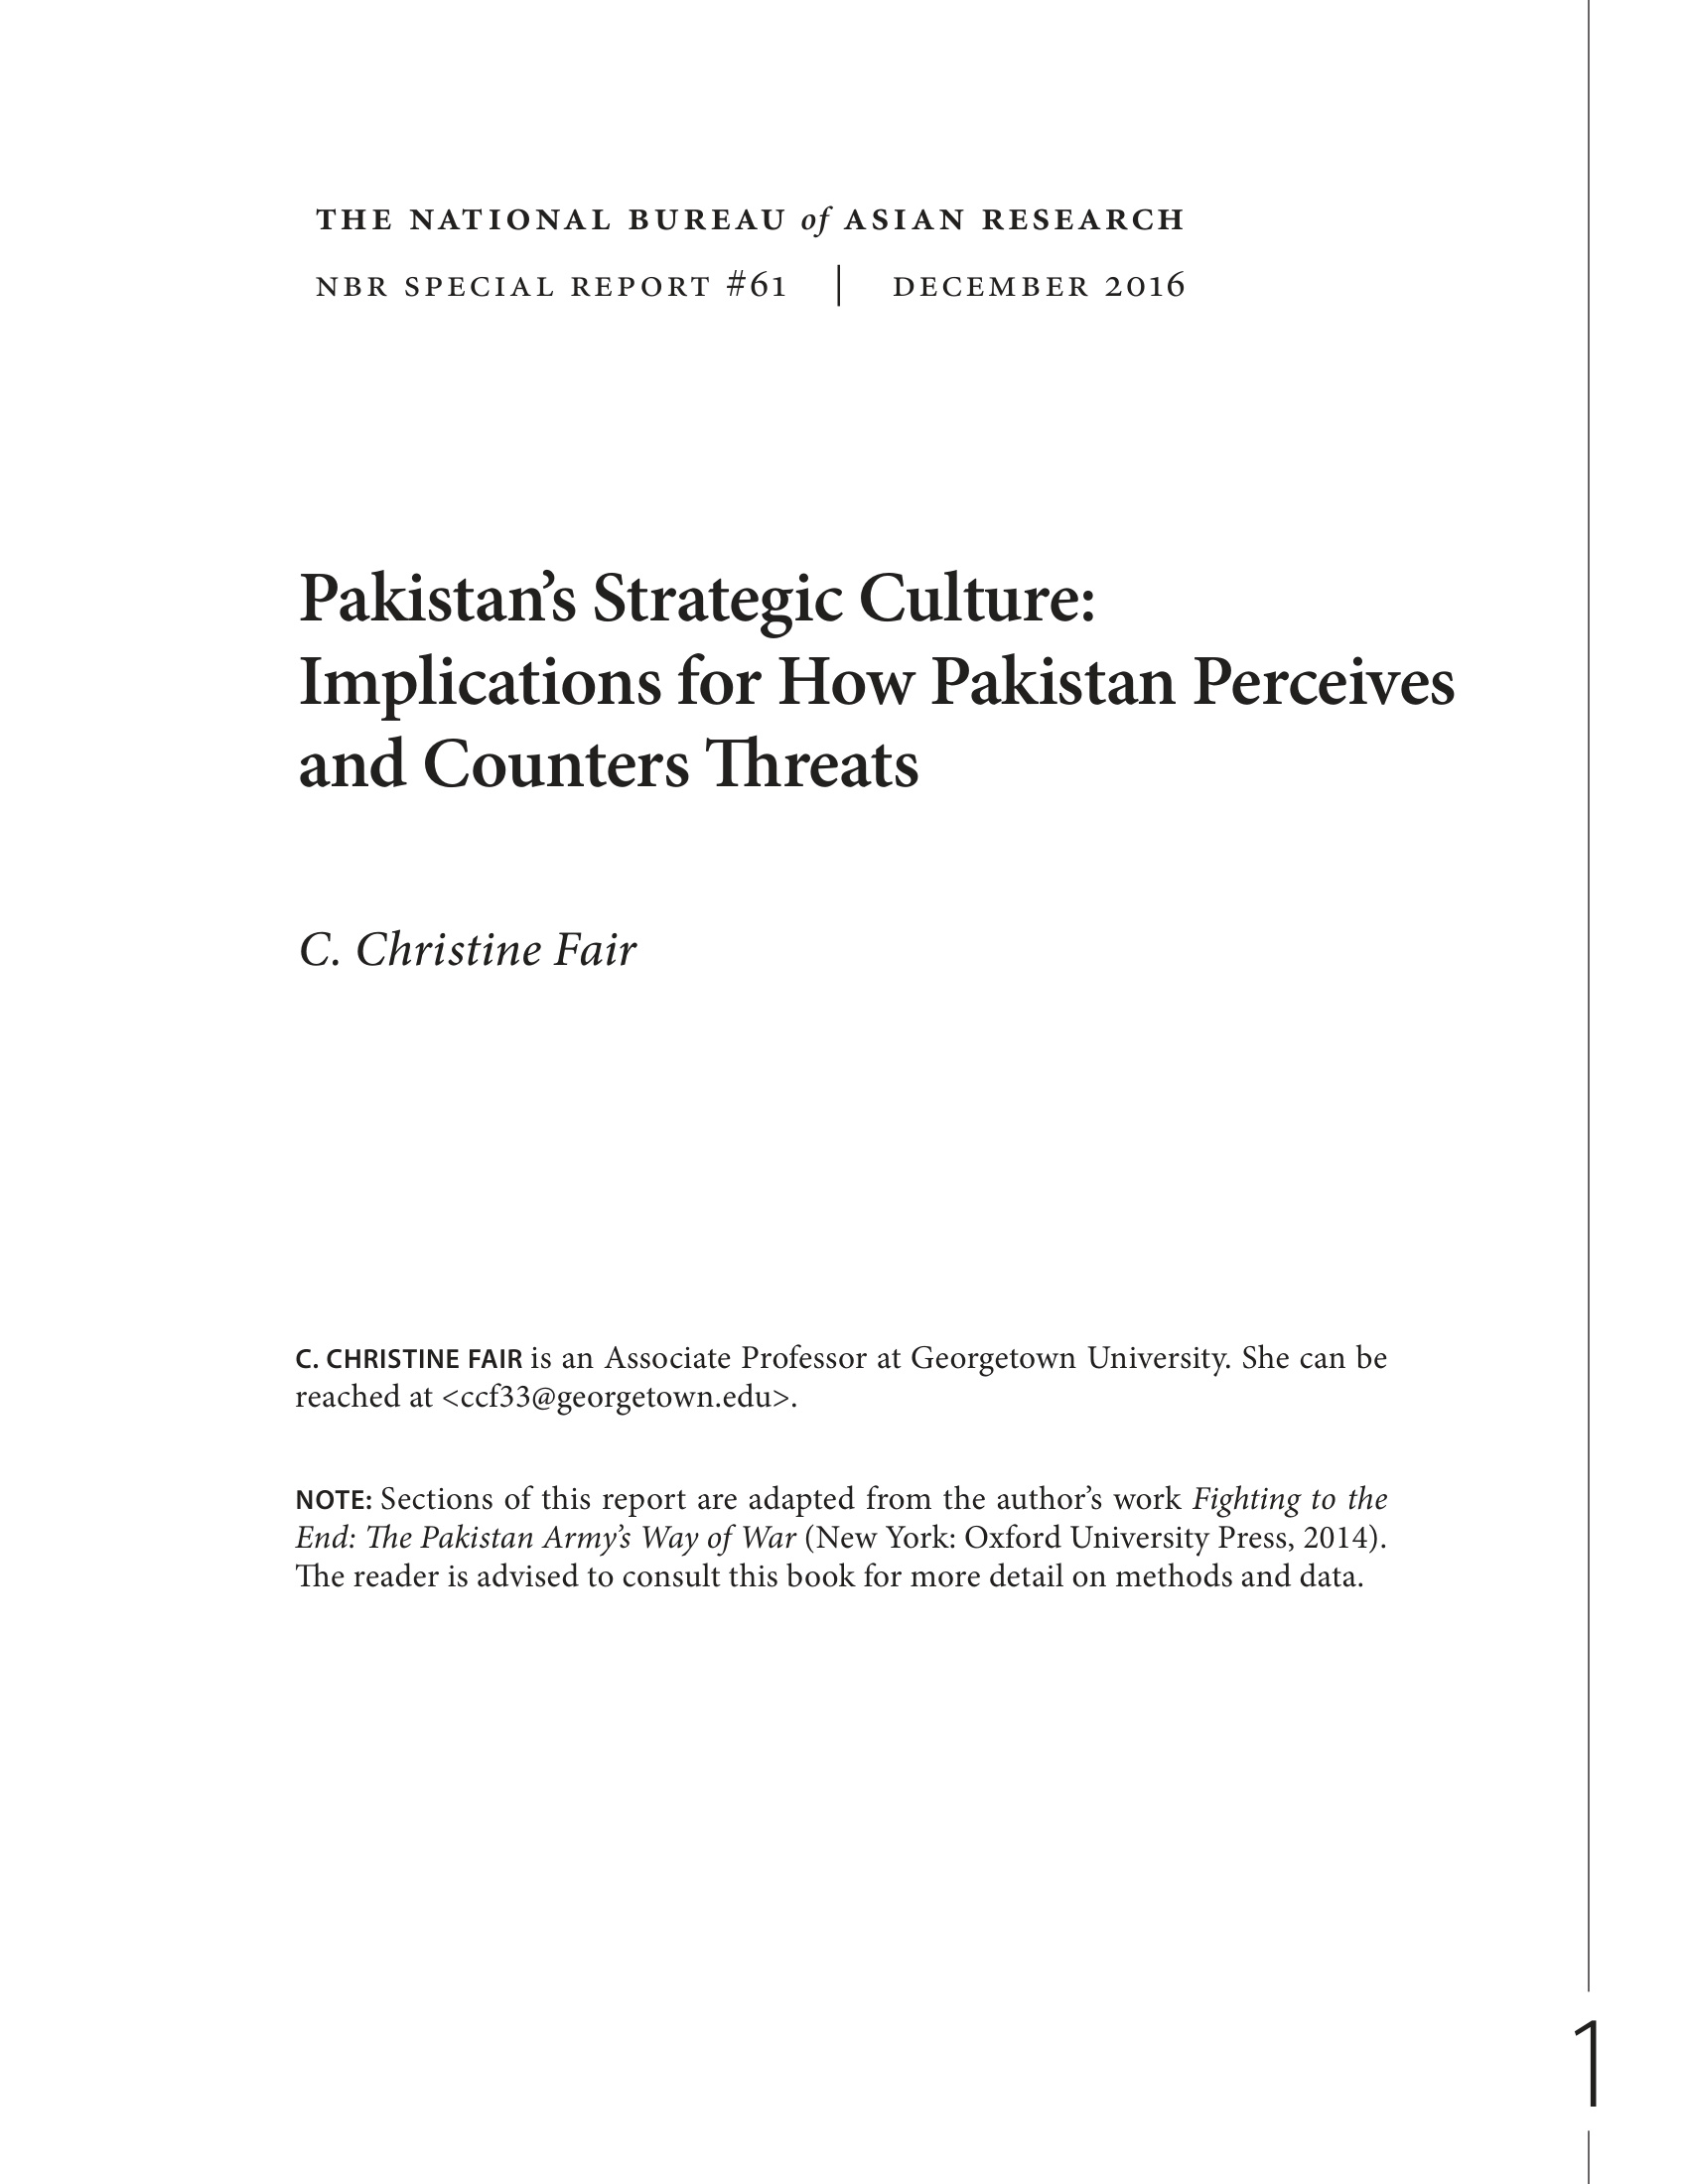 THE NATIONAL BUREAU of ASIAN RESEARCH
NBR SPECIAL REPORT #61 | DECEMBER 2016
Pakistan’s Strategic Culture:
Implications for How Pakistan Perceives
and Counters Threats
C. Christine Fair
C. CHRISTINE FAIR is an Associate Professor at Georgetown University. She can be
reached at <ccf33@georgetown.edu>.
NOTE: Sections of this report are adapted from the author’s work Fighting to the
End: The Pakistan Army’s Way of War (New York: Oxford University Press, 2014).
The reader is advised to consult this book for more detail on methods and data.
1